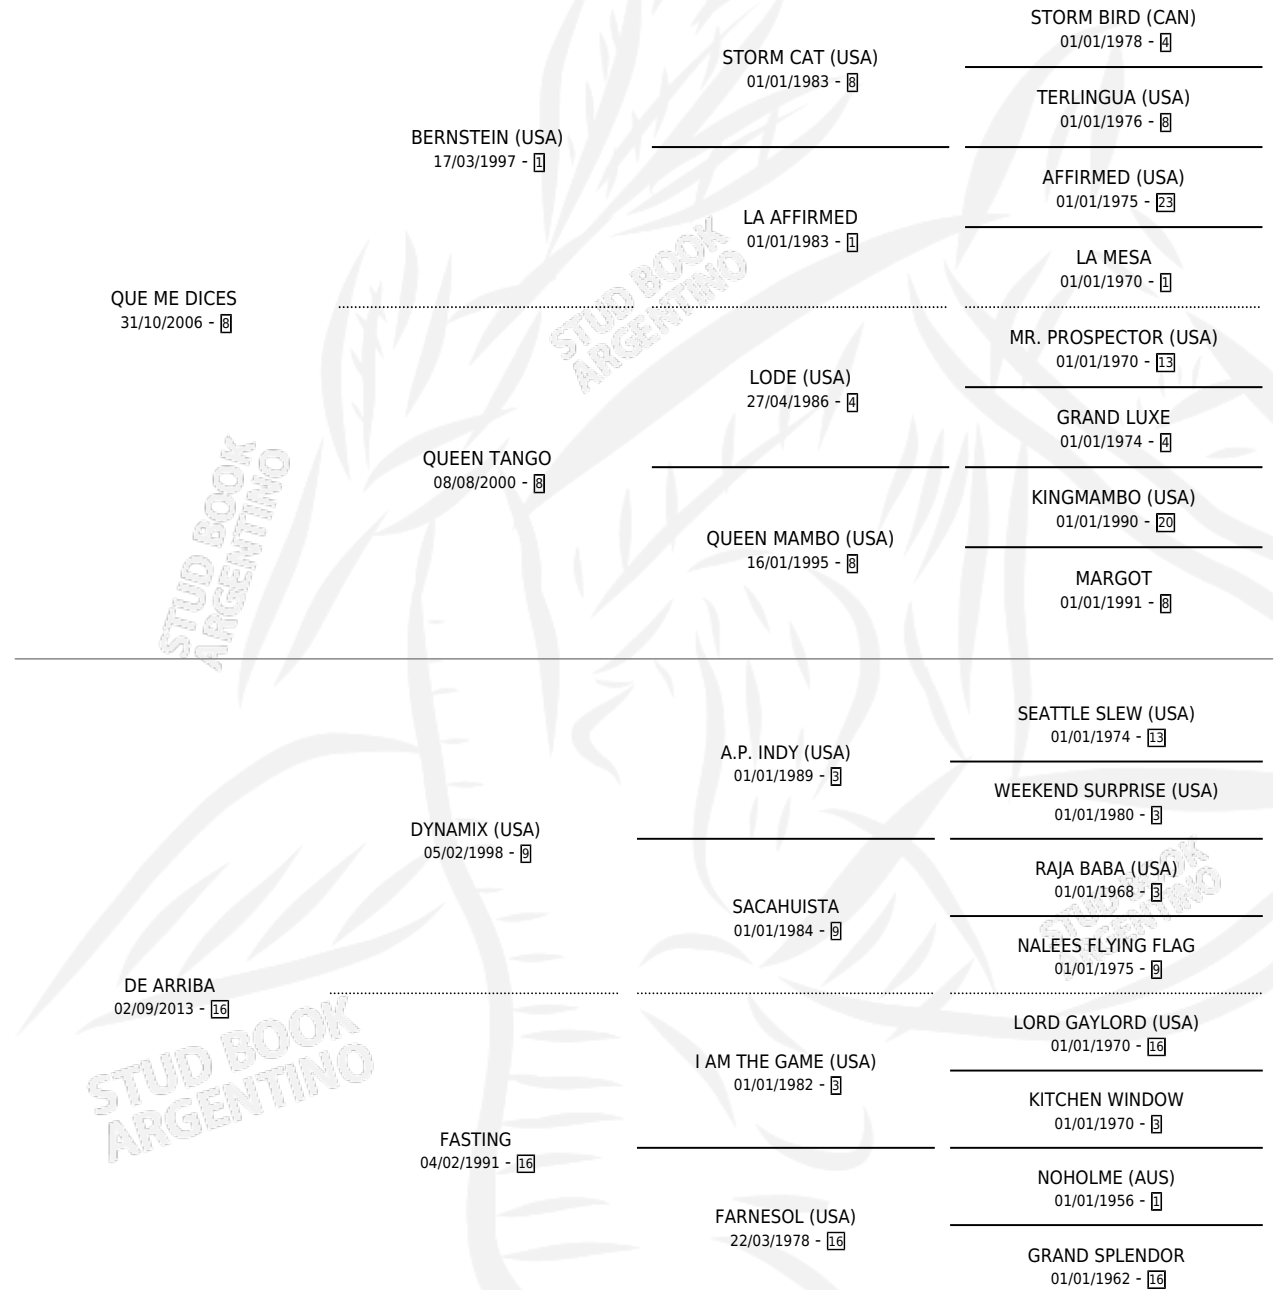 STORM BIRD (CAN)
01/01/1978 - 4
STORM CAT (USA)
01/01/1983 - 8
TERLINGUA (USA)
01/01/1976 - 8
BERNSTEIN (USA)
17/03/1997 - 1
AFFIRMED (USA)
01/01/1975 - 23
LA AFFIRMED
01/01/1983 - 1
LA MESA
01/01/1970 - 1
QUE ME DICES
31/10/2006 - 8
MR. PROSPECTOR (USA)
01/01/1970 - 13
LODE (USA)
27/04/1986 - 4
GRAND LUXE
01/01/1974 - 4
QUEEN TANGO
08/08/2000 - 8
KINGMAMBO (USA)
01/01/1990 - 20
QUEEN MAMBO (USA)
16/01/1995 - 8
MARGOT
01/01/1991 - 8
STUD BOOK
ARGENTINO
STUD BOOK
ARGENTINO
SEATTLE SLEW (USA)
01/01/1974 - 13
A.P. INDY (USA)
01/01/1989 - 3
WEEKEND SURPRISE (USA)
01/01/1980 - 3
DYNAMIX (USA)
05/02/1998 - 9
RAJA BABA (USA)
01/01/1968 - 3
SACAHUISTA
01/01/1984 - 9
NALEES FLYING FLAG
01/01/1975 - 9
STUD BOOK
ARGENTINO
DE ARRIBA
02/09/2013 - 16
LORD GAYLORD (USA)
01/01/1970 - 16
I AM THE GAME (USA)
01/01/1982 - 3
KITCHEN WINDOW
01/01/1970 - 3
FASTING
04/02/1991 - 16
NOHOLME (AUS)
01/01/1956 - 1
FARNESOL (USA)
22/03/1978 - 16
GRAND SPLENDOR
01/01/1962 - 16
STUD BOOK
ARGENTINO